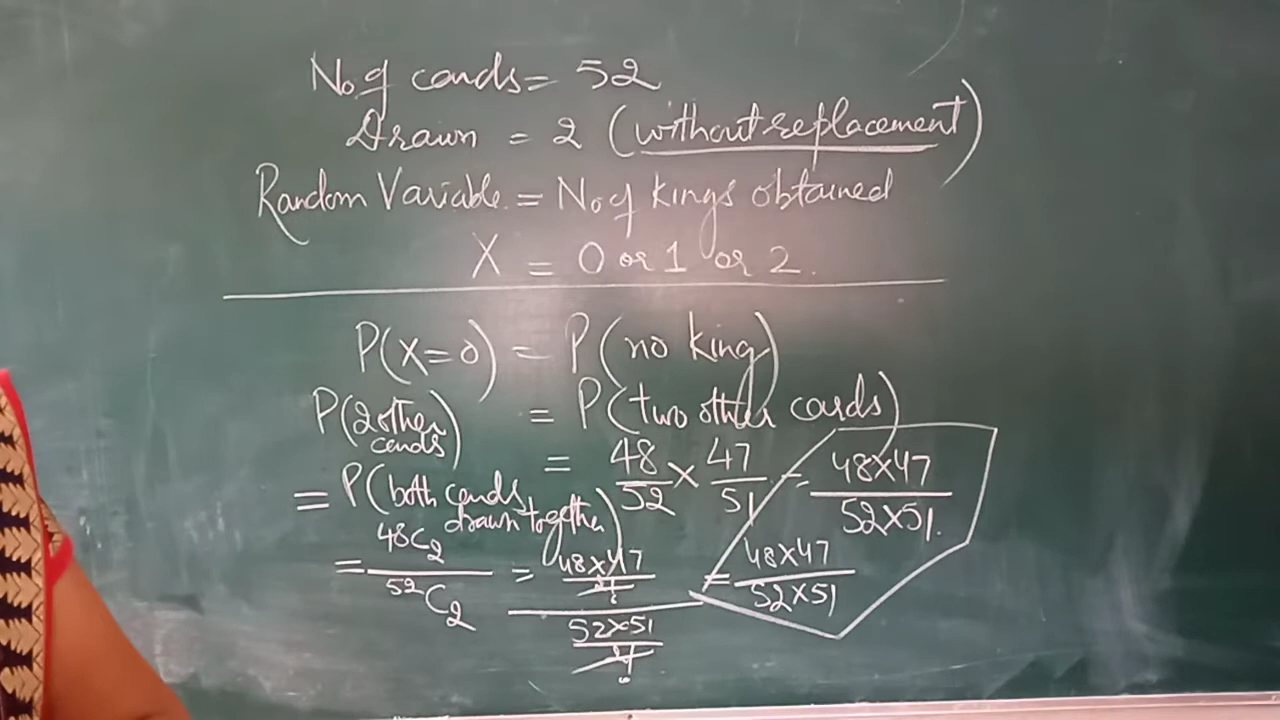 No. of cards = 52
Drawn = 2 (without replacement)
Random Variable = No. of kings obtained
X = 0 or 1 or 2.
P(X=0) = P(no king)
P(2 other cards) = P(two other cards)
= 48/52 × 47/51 = 48×47/52×51.
= P(both cards drawn together)
= 48C2/52C2 = 48×47/2!/52×51/2! = 48×47/52×51